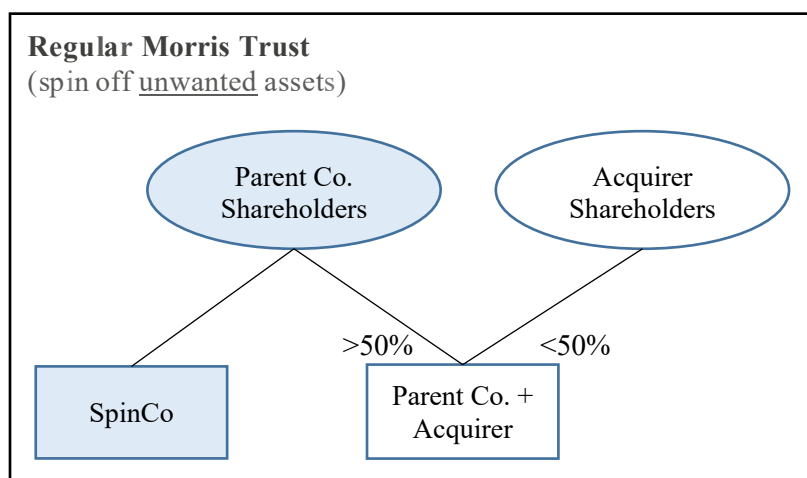 Regular Morris Trust
(spin off unwanted assets)
Parent Co.
Shareholders
Acquirer
Shareholders
>50%
<50%
SpinCo
Parent Co. +
Acquirer